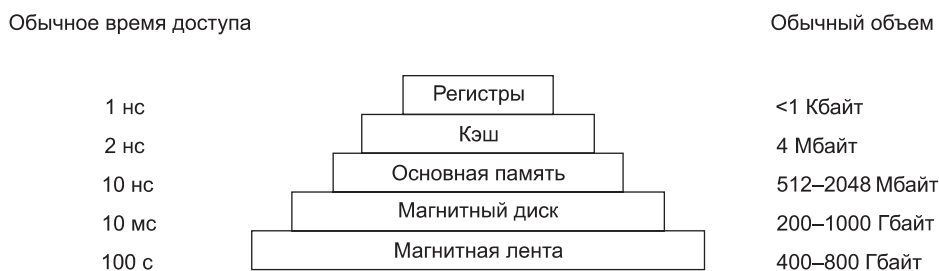 Обычное время доступа Обычный объем
Регистры
1 нс <1 Кбайт
Кэш
2 нс 4 Мбайт
Основная память
10 нс 512–2048 Мбайт
Магнитный диск
10 мс 200–1000 Гбайт
Магнитная лента
100 с 400–800 Гбайт